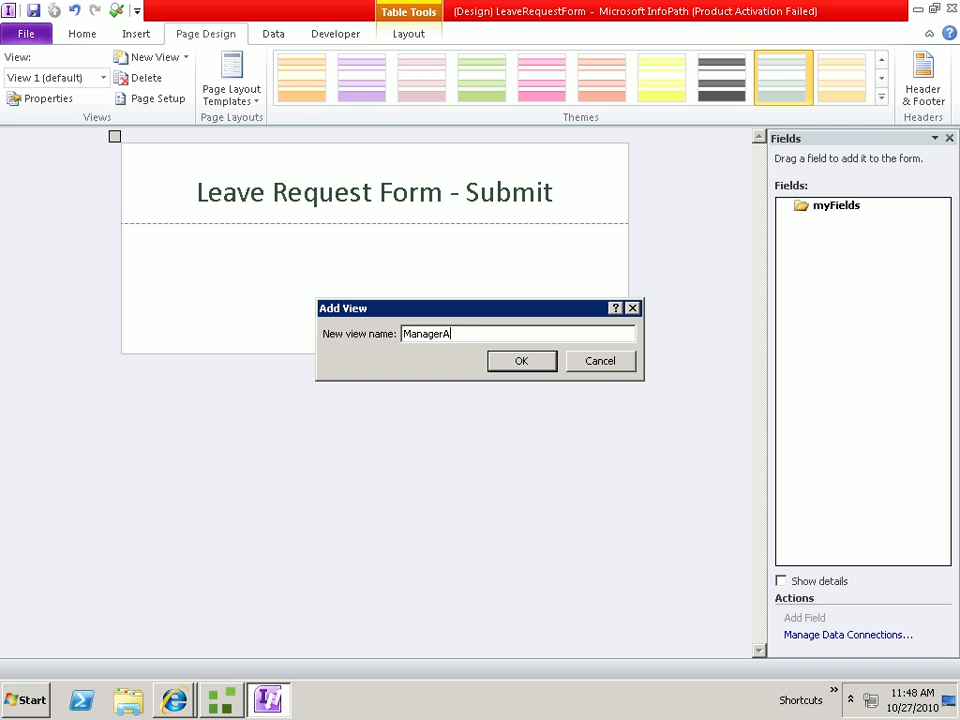 Table Tools
(Design) LeaveRequestForm - Microsoft InfoPath (Product Activation Failed)
File
Home
Insert
Page Design
Data
Developer
Layout
View:
View 1 (default)
Properties
New View
Delete
Page Setup
Views
Page Layout
Templates
Page Layouts
Themes
Header
& Footer
Headers
Leave Request Form - Submit
Add View
New view name: ManagerA
OK
Cancel
Fields
Drag a field to add it to the form.
Fields:
myFields
Show details
Actions
Add Field
Manage Data Connections...
Start
Shortcuts
11:48 AM
10/27/2010